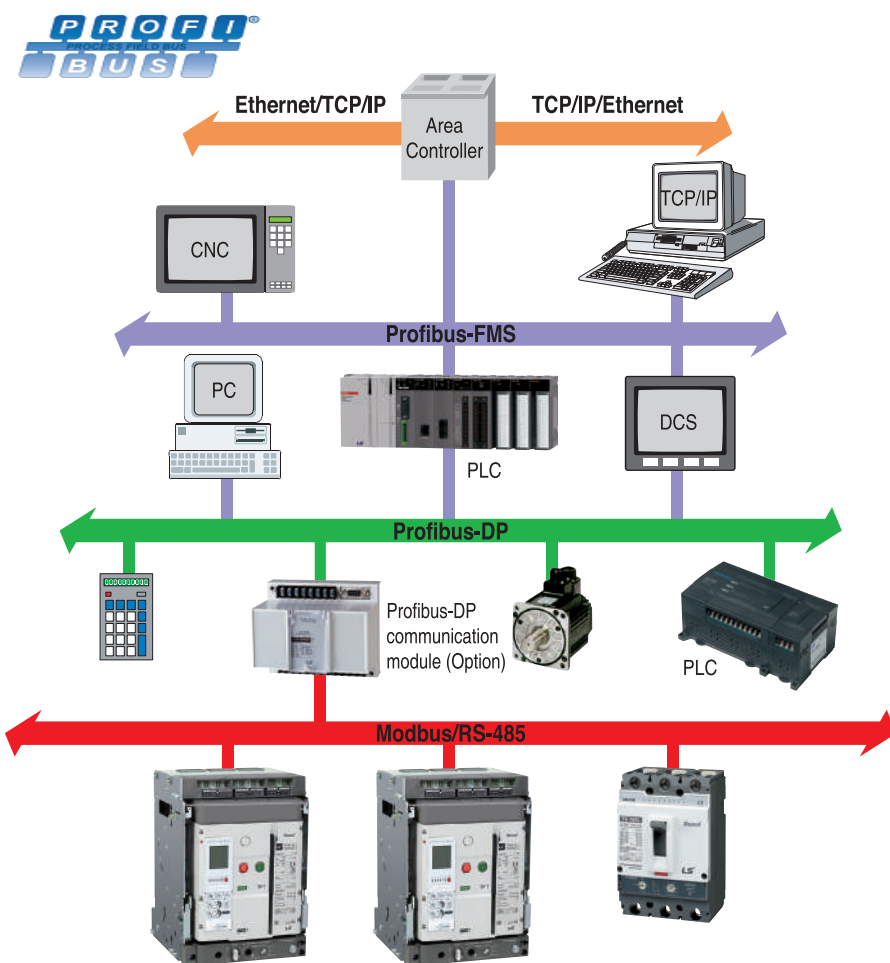 PROFI®
PROCESS FIELD BUS
BUS
Ethernet/TCP/IP
TCP/IP/Ethernet
Area
Controller
CNC
TCP/IP
Profibus-FMS
PC
DCS
PLC
Profibus-DP
Profibus-DP
communication
module (Option)
PLC
Modbus/RS-485
LS